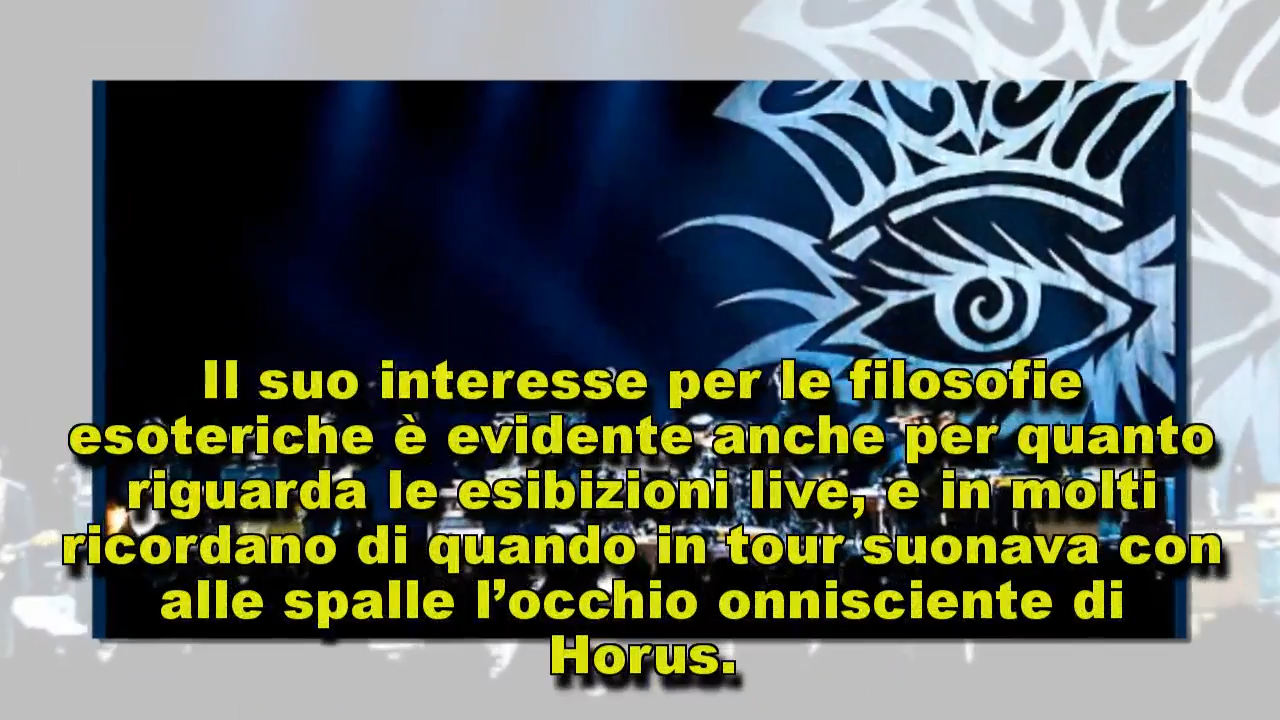 Il suo interesse per le filosofie
esoteriche è evidente anche per quanto
riguarda le esibizioni live, e in molti
ricordano di quando in tour suonava con
alle spalle l’occhio onnisciente di
Horus.